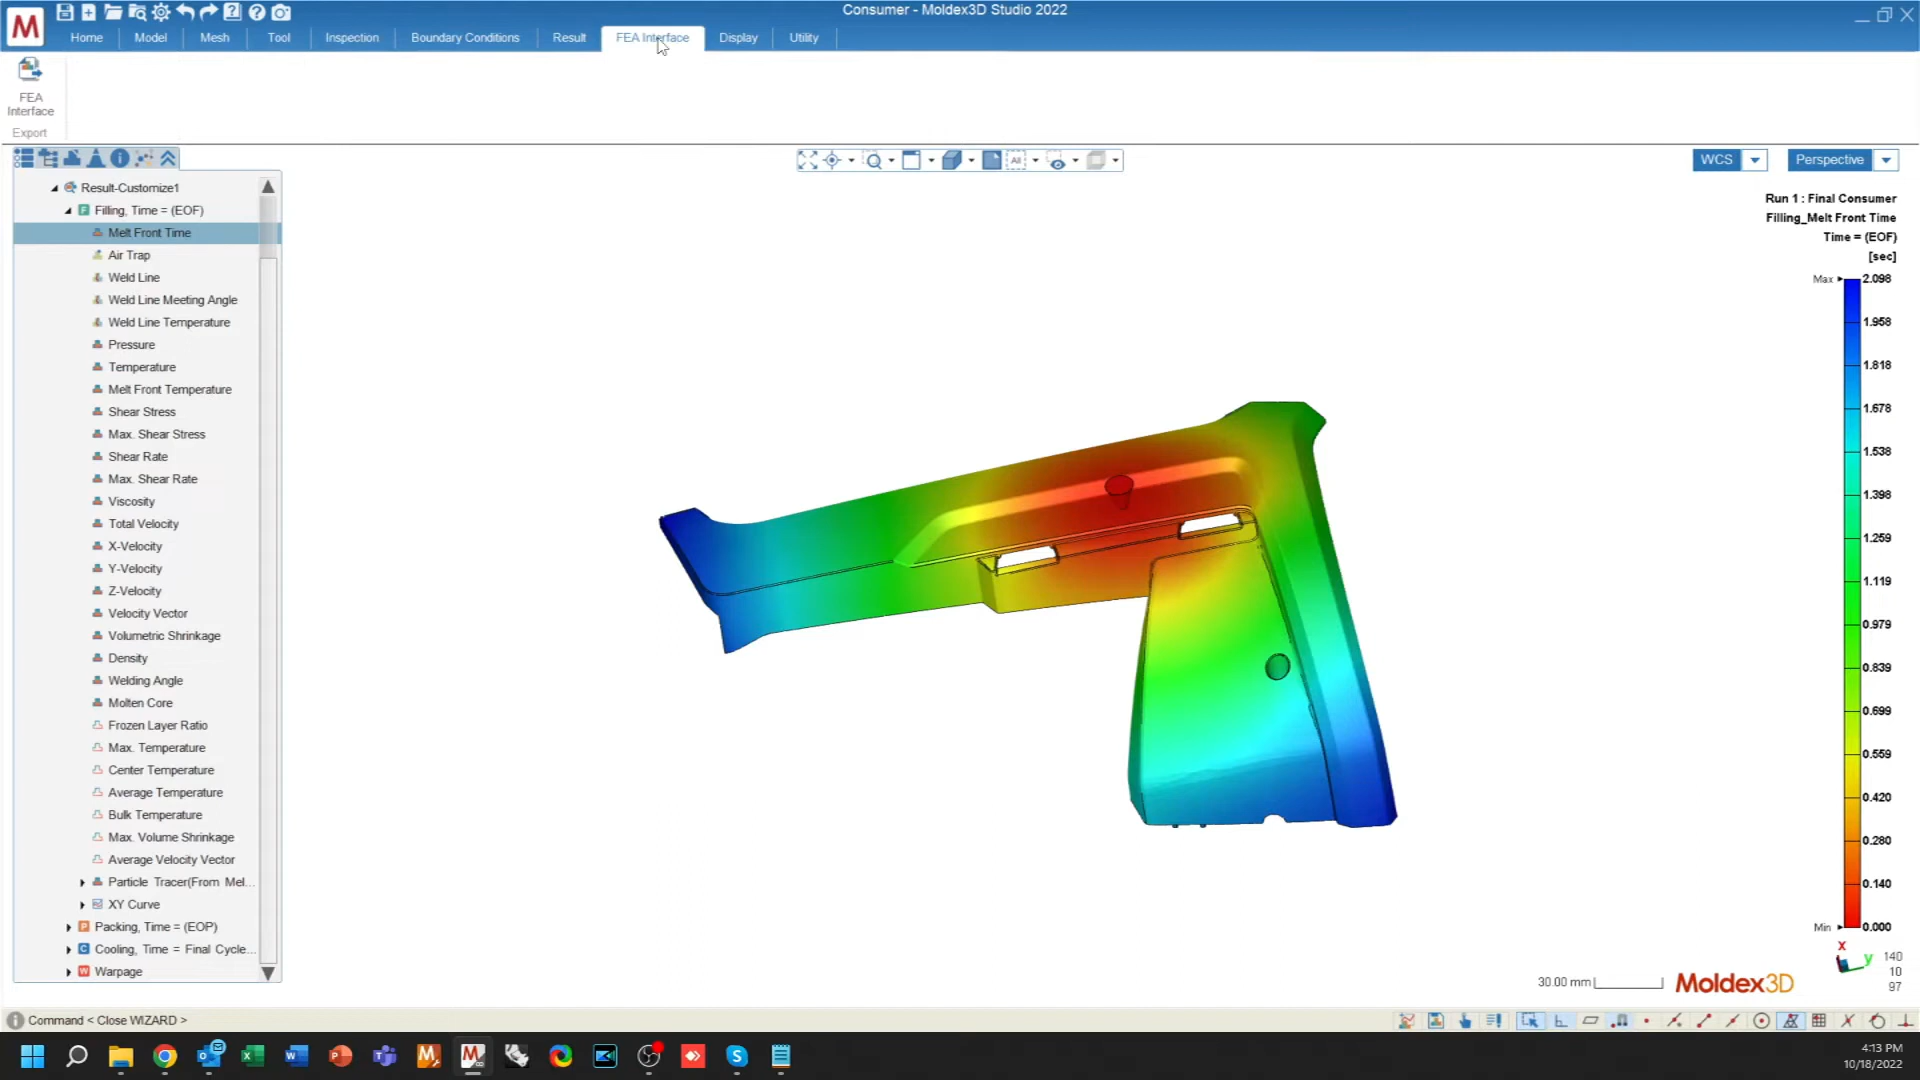 Consumer - Moldex3D Studio 2022
Home
Model
Mesh
Tool
Inspection
Boundary Conditions
Result
FEA Interface
Display
Utility
FEA
Interface
Export
WCS
Perspective
Result-Customize1
Filling, Time = (EOF)
Melt Front Time
Air Trap
Weld Line
Weld Line Meeting Angle
Weld Line Temperature
Pressure
Temperature
Melt Front Temperature
Shear Stress
Max. Shear Stress
Shear Rate
Max. Shear Rate
Viscosity
Total Velocity
X-Velocity
Y-Velocity
Z-Velocity
Velocity Vector
Volumetric Shrinkage
Density
Welding Angle
Molten Core
Frozen Layer Ratio
Max. Temperature
Center Temperature
Average Temperature
Bulk Temperature
Max. Volume Shrinkage
Average Velocity Vector
Particle Tracer(From Mel...
XY Curve
Packing, Time = (EOP)
Cooling, Time = Final Cycle...
Warpage
Run 1 : Final Consumer
Filling_Melt Front Time
Time = (EOF)
[sec]
Max 2.098
1.958
1.818
1.678
1.538
1.398
1.259
1.119
0.979
0.839
0.699
0.559
0.420
0.280
0.140
Min 0.000
x
y
140
10
97
30.00 mm
Moldex3D
Command < Close WIZARD >
4:13 PM
10/18/2022